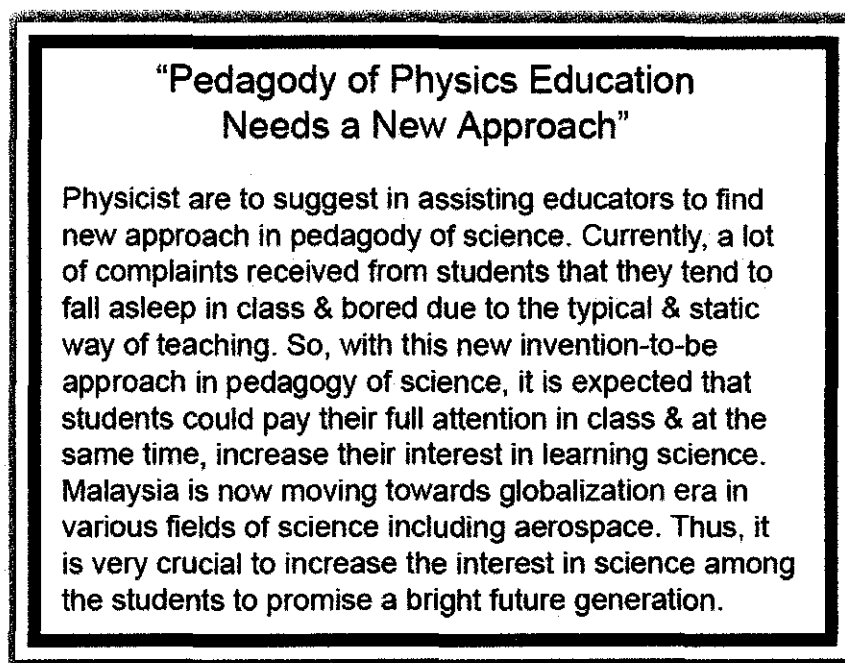 “Pedagody of Physics Education
Needs a New Approach”
Physicist are to suggest in assisting educators to find
new approach in pedagody of science. Currently, a lot
of complaints received from students that they tend to
fall asleep in class & bored due to the typical & static
way of teaching. So, with this new invention-to-be
approach in pedagogy of science, it is expected that
students could pay their full attention in class & at the
same time, increase their interest in learning science.
Malaysia is now moving towards globalization era in
various fields of science including aerospace. Thus, it
is very crucial to increase the interest in science among
the students to promise a bright future generation.